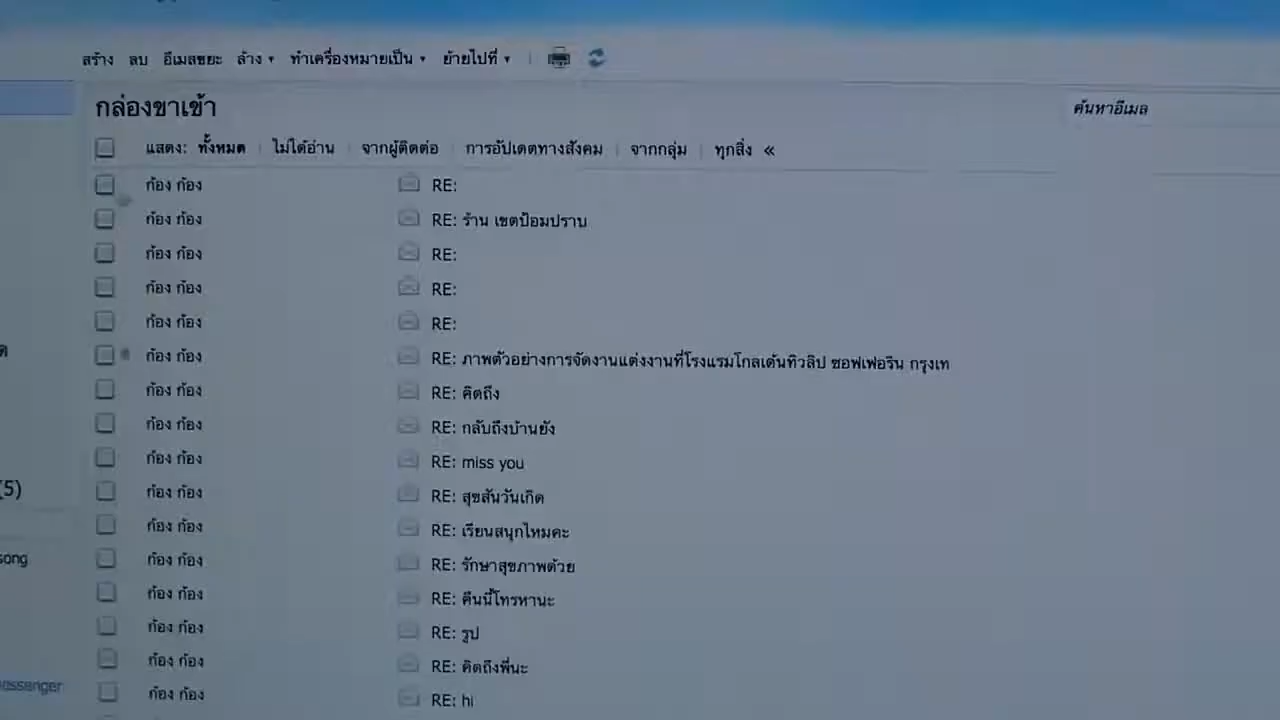 สร้าง ลบ อีเมลขยะ ล้าง ทำเครื่องหมายเป็น ย้ายไปที่
กล่องขาเข้า ค้นหาอีเมล
แสดง: ทั้งหมด ไม่ได้อ่าน จากผู้ติดต่อ การอัปเดตทางสังคม จากกลุ่ม ทุกสิ่ง «
ก้อง ก้อง RE:
ก้อง ก้อง RE: ร้าน เขตป้อมปราบ
ก้อง ก้อง RE:
ก้อง ก้อง RE:
ก้อง ก้อง RE:
ก้อง ก้อง RE: ภาพตัวอย่างการจัดงานแต่งงานที่โรงแรมโกลเด้นทิวลิป ซอฟเฟอริน กรุงเท
ก้อง ก้อง RE: คิดถึง
ก้อง ก้อง RE: กลับถึงบ้านยัง
ก้อง ก้อง RE: miss you
ก้อง ก้อง RE: สุขสันวันเกิด
(5)
ก้อง ก้อง RE: เรียนสนุกไหมคะ
song
ก้อง ก้อง RE: รักษาสุขภาพด้วย
ก้อง ก้อง RE: คืนนี้โทรหานะ
ก้อง ก้อง RE: รูป
ก้อง ก้อง RE: คิดถึงพี่นะ
essenger
ก้อง ก้อง RE: hi